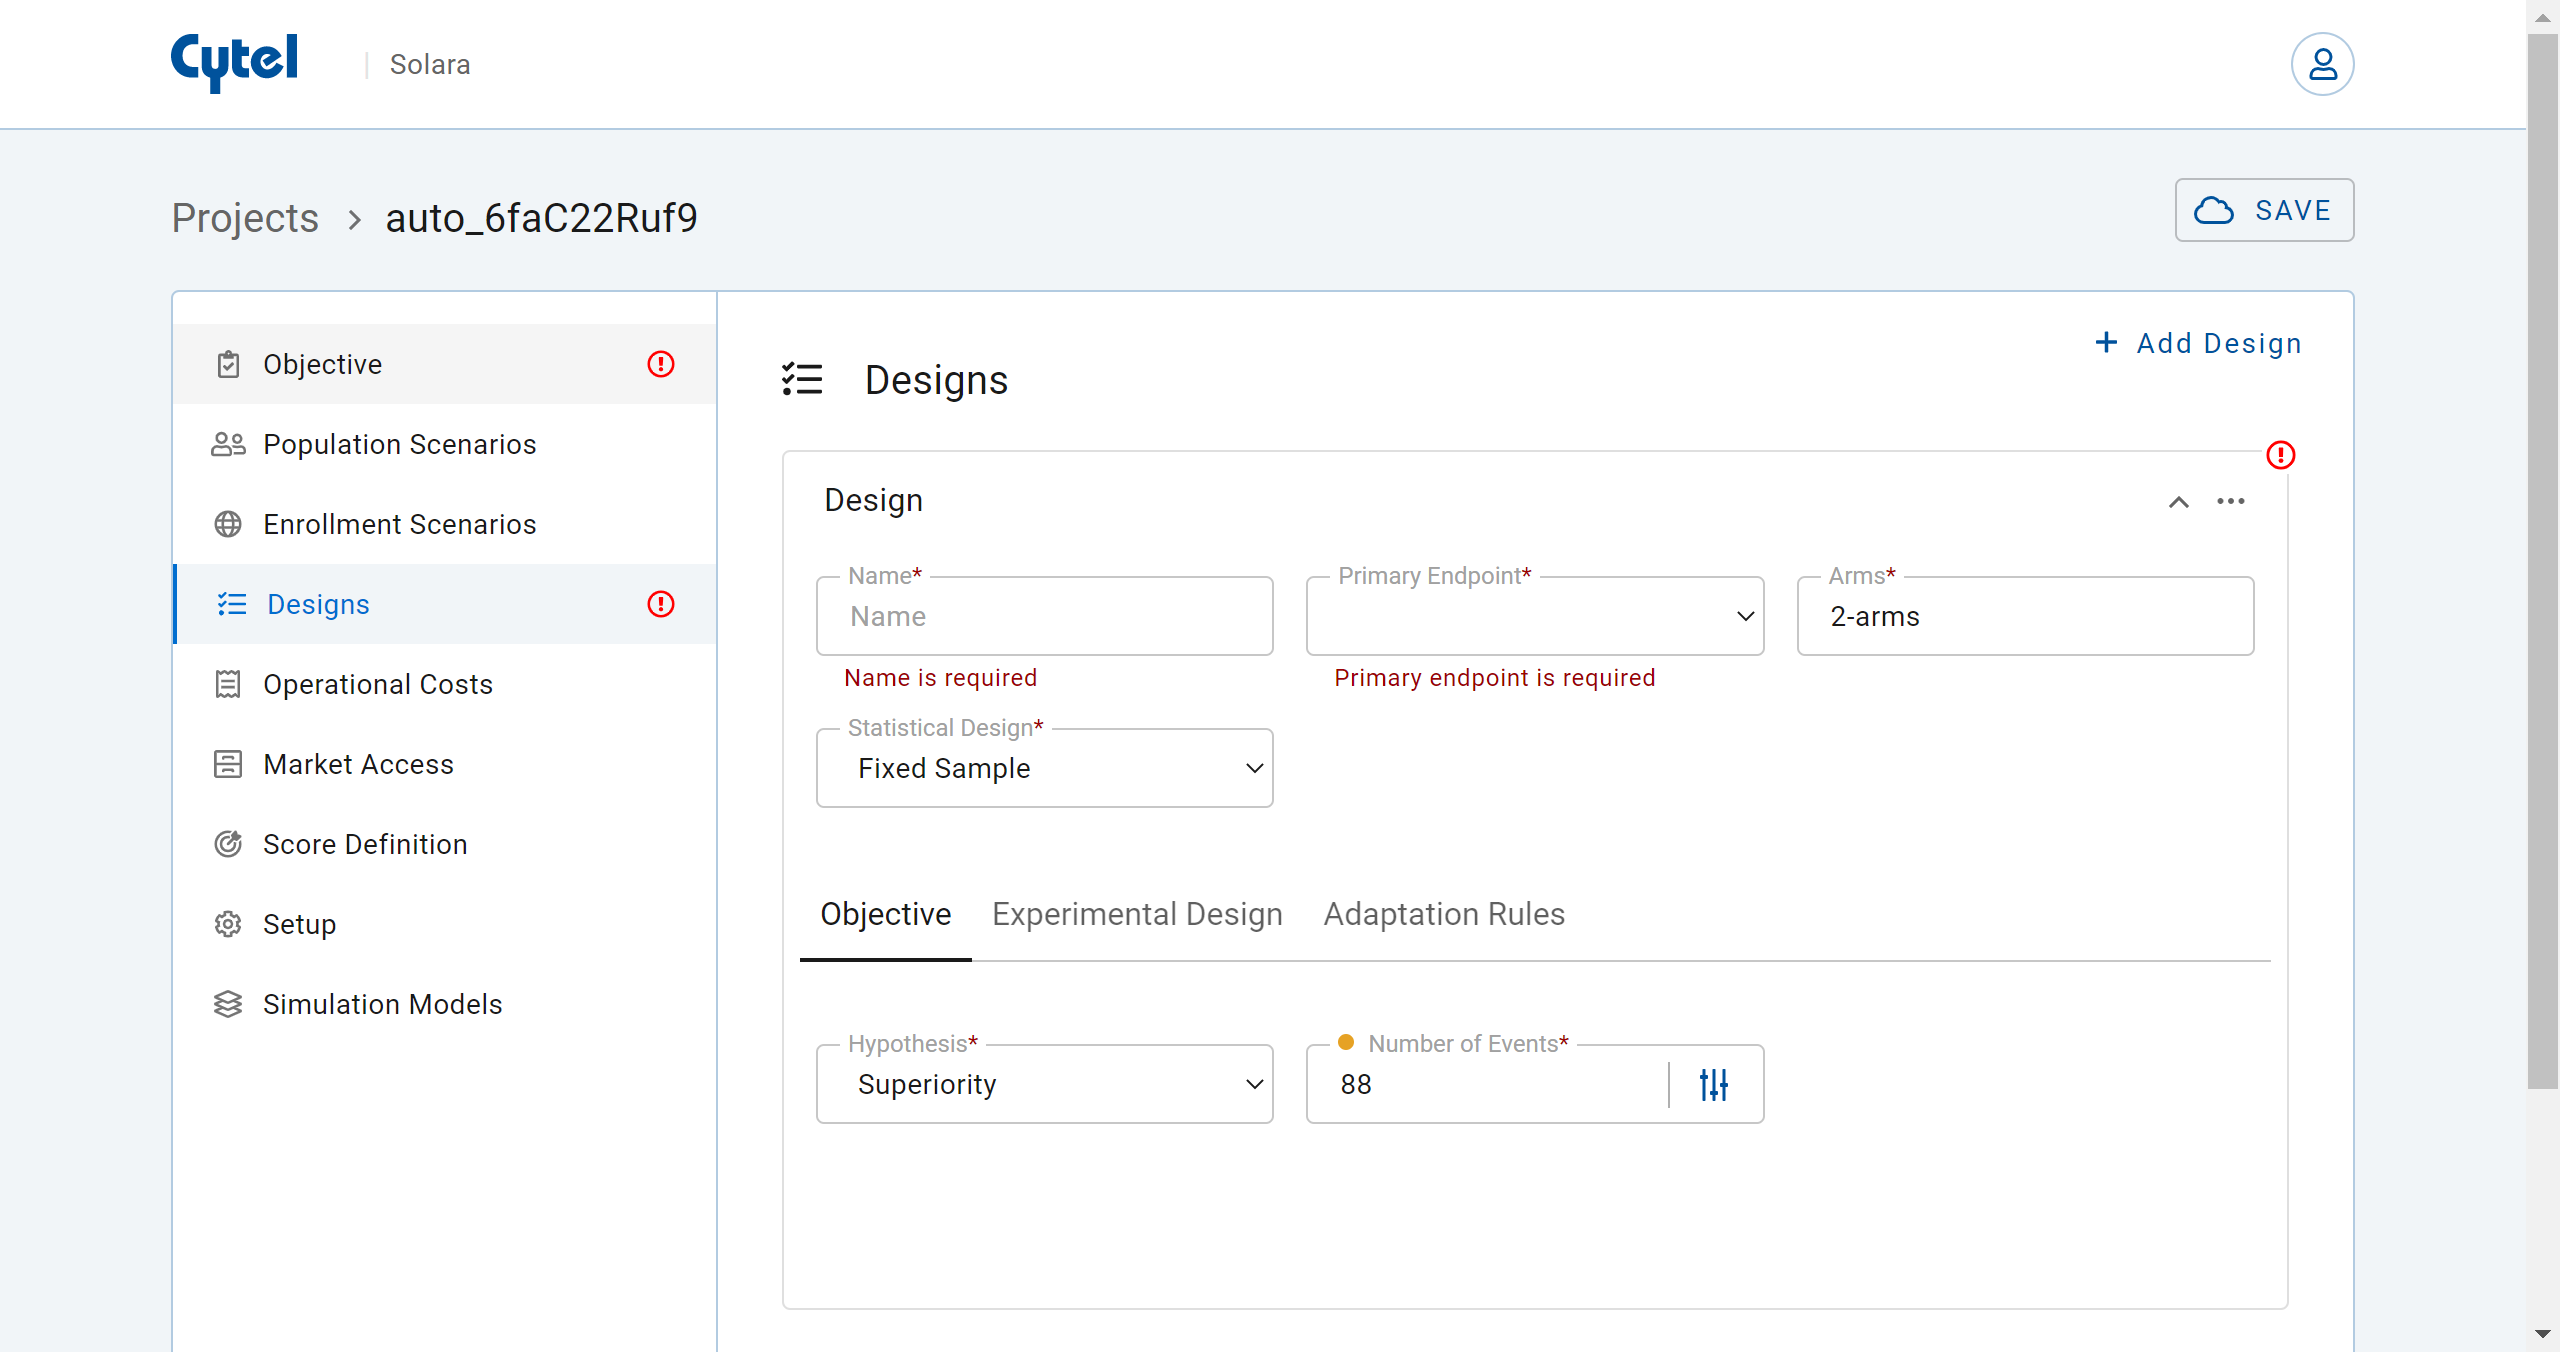 Cytel
Solara
Projects > auto_6faC22Ruf9
SAVE
Objective
Population Scenarios
Enrollment Scenarios
Designs
Operational Costs
Market Access
Score Definition
Setup
Simulation Models
+ Add Design
Designs
Design
Name* Primary Endpoint* Arms*
Name 2-arms
Name is required Primary endpoint is required
Statistical Design*
Fixed Sample
Objective Experimental Design Adaptation Rules
Hypothesis* Number of Events*
Superiority 88